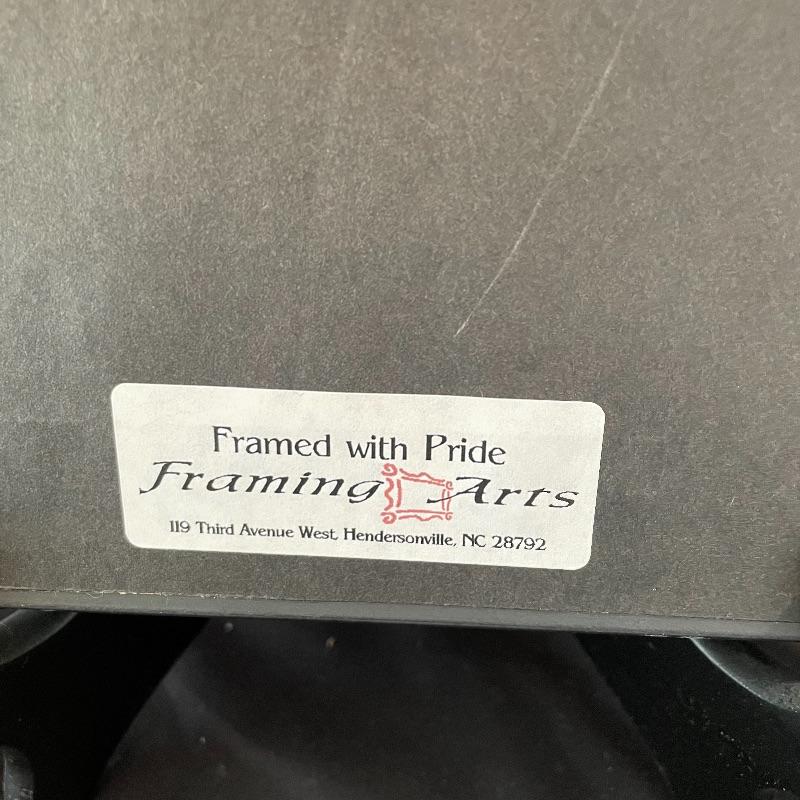 Framed with Pride
Framing Arts
119 Third Avenue West, Hendersonville, NC 28792